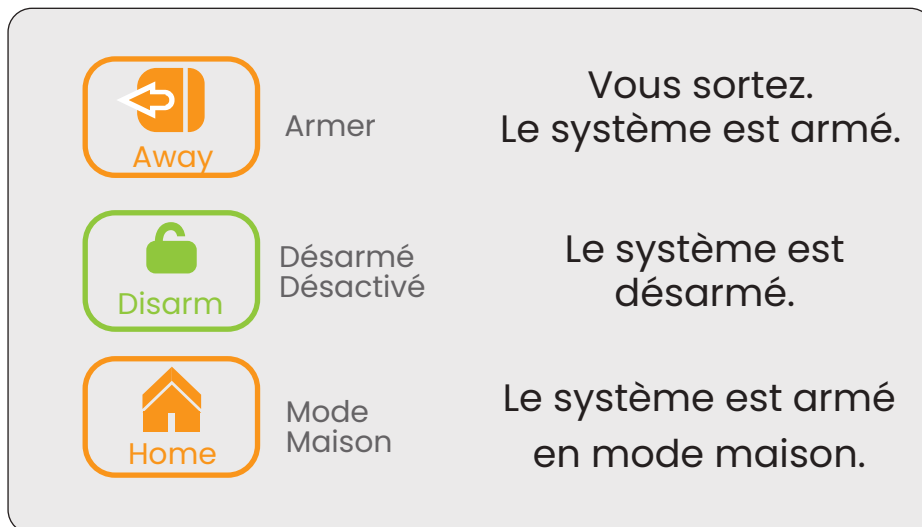 Away
Armer
Vous sortez.
Le système est armé.
Disarm
Désarmé
Désactivé
Le système est
désarmé.
Home
Mode
Maison
Le système est armé
en mode maison.